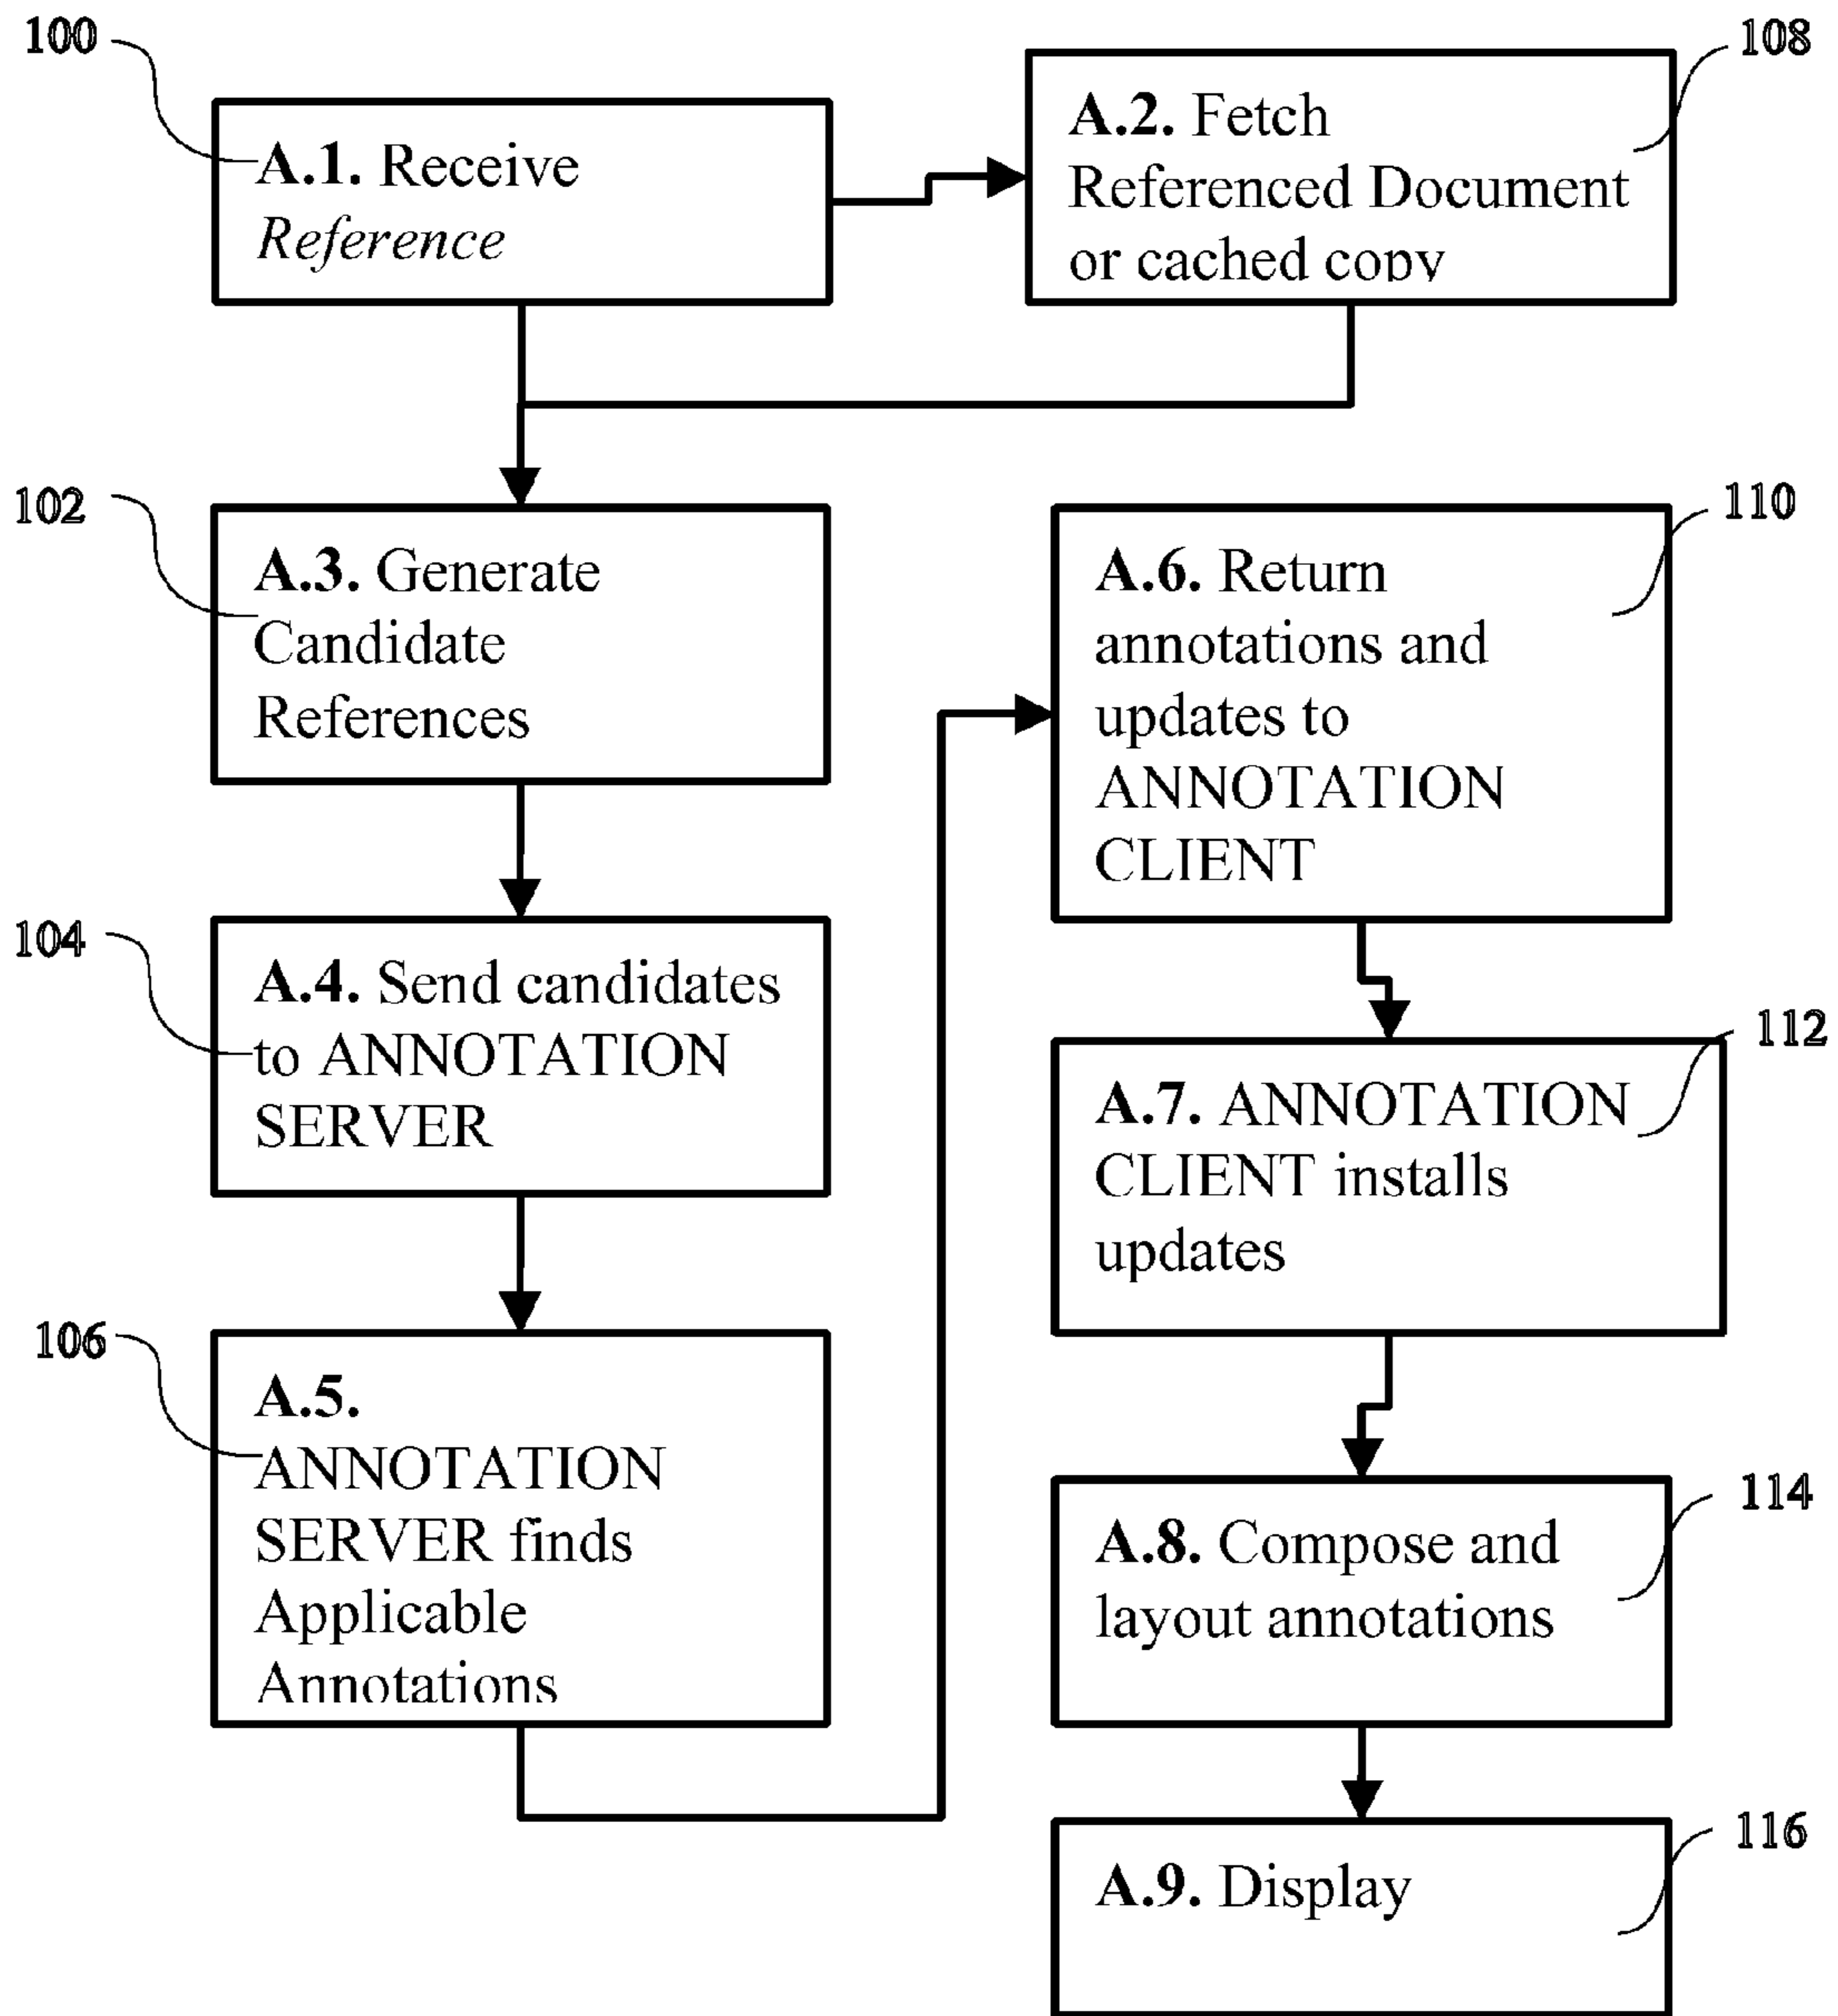 100
A.1. Receive
Reference
108
A.2. Fetch
Referenced Document
or cached copy
102
A.3. Generate
Candidate
References
104
A.4. Send candidates
to ANNOTATION
SERVER
106
A.5.
ANNOTATION
SERVER finds
Applicable
Annotations
110
A.6. Return
annotations and
updates to
ANNOTATION
CLIENT
112
A.7. ANNOTATION
CLIENT installs
updates
114
A.8. Compose and
layout annotations
116
A.9. Display